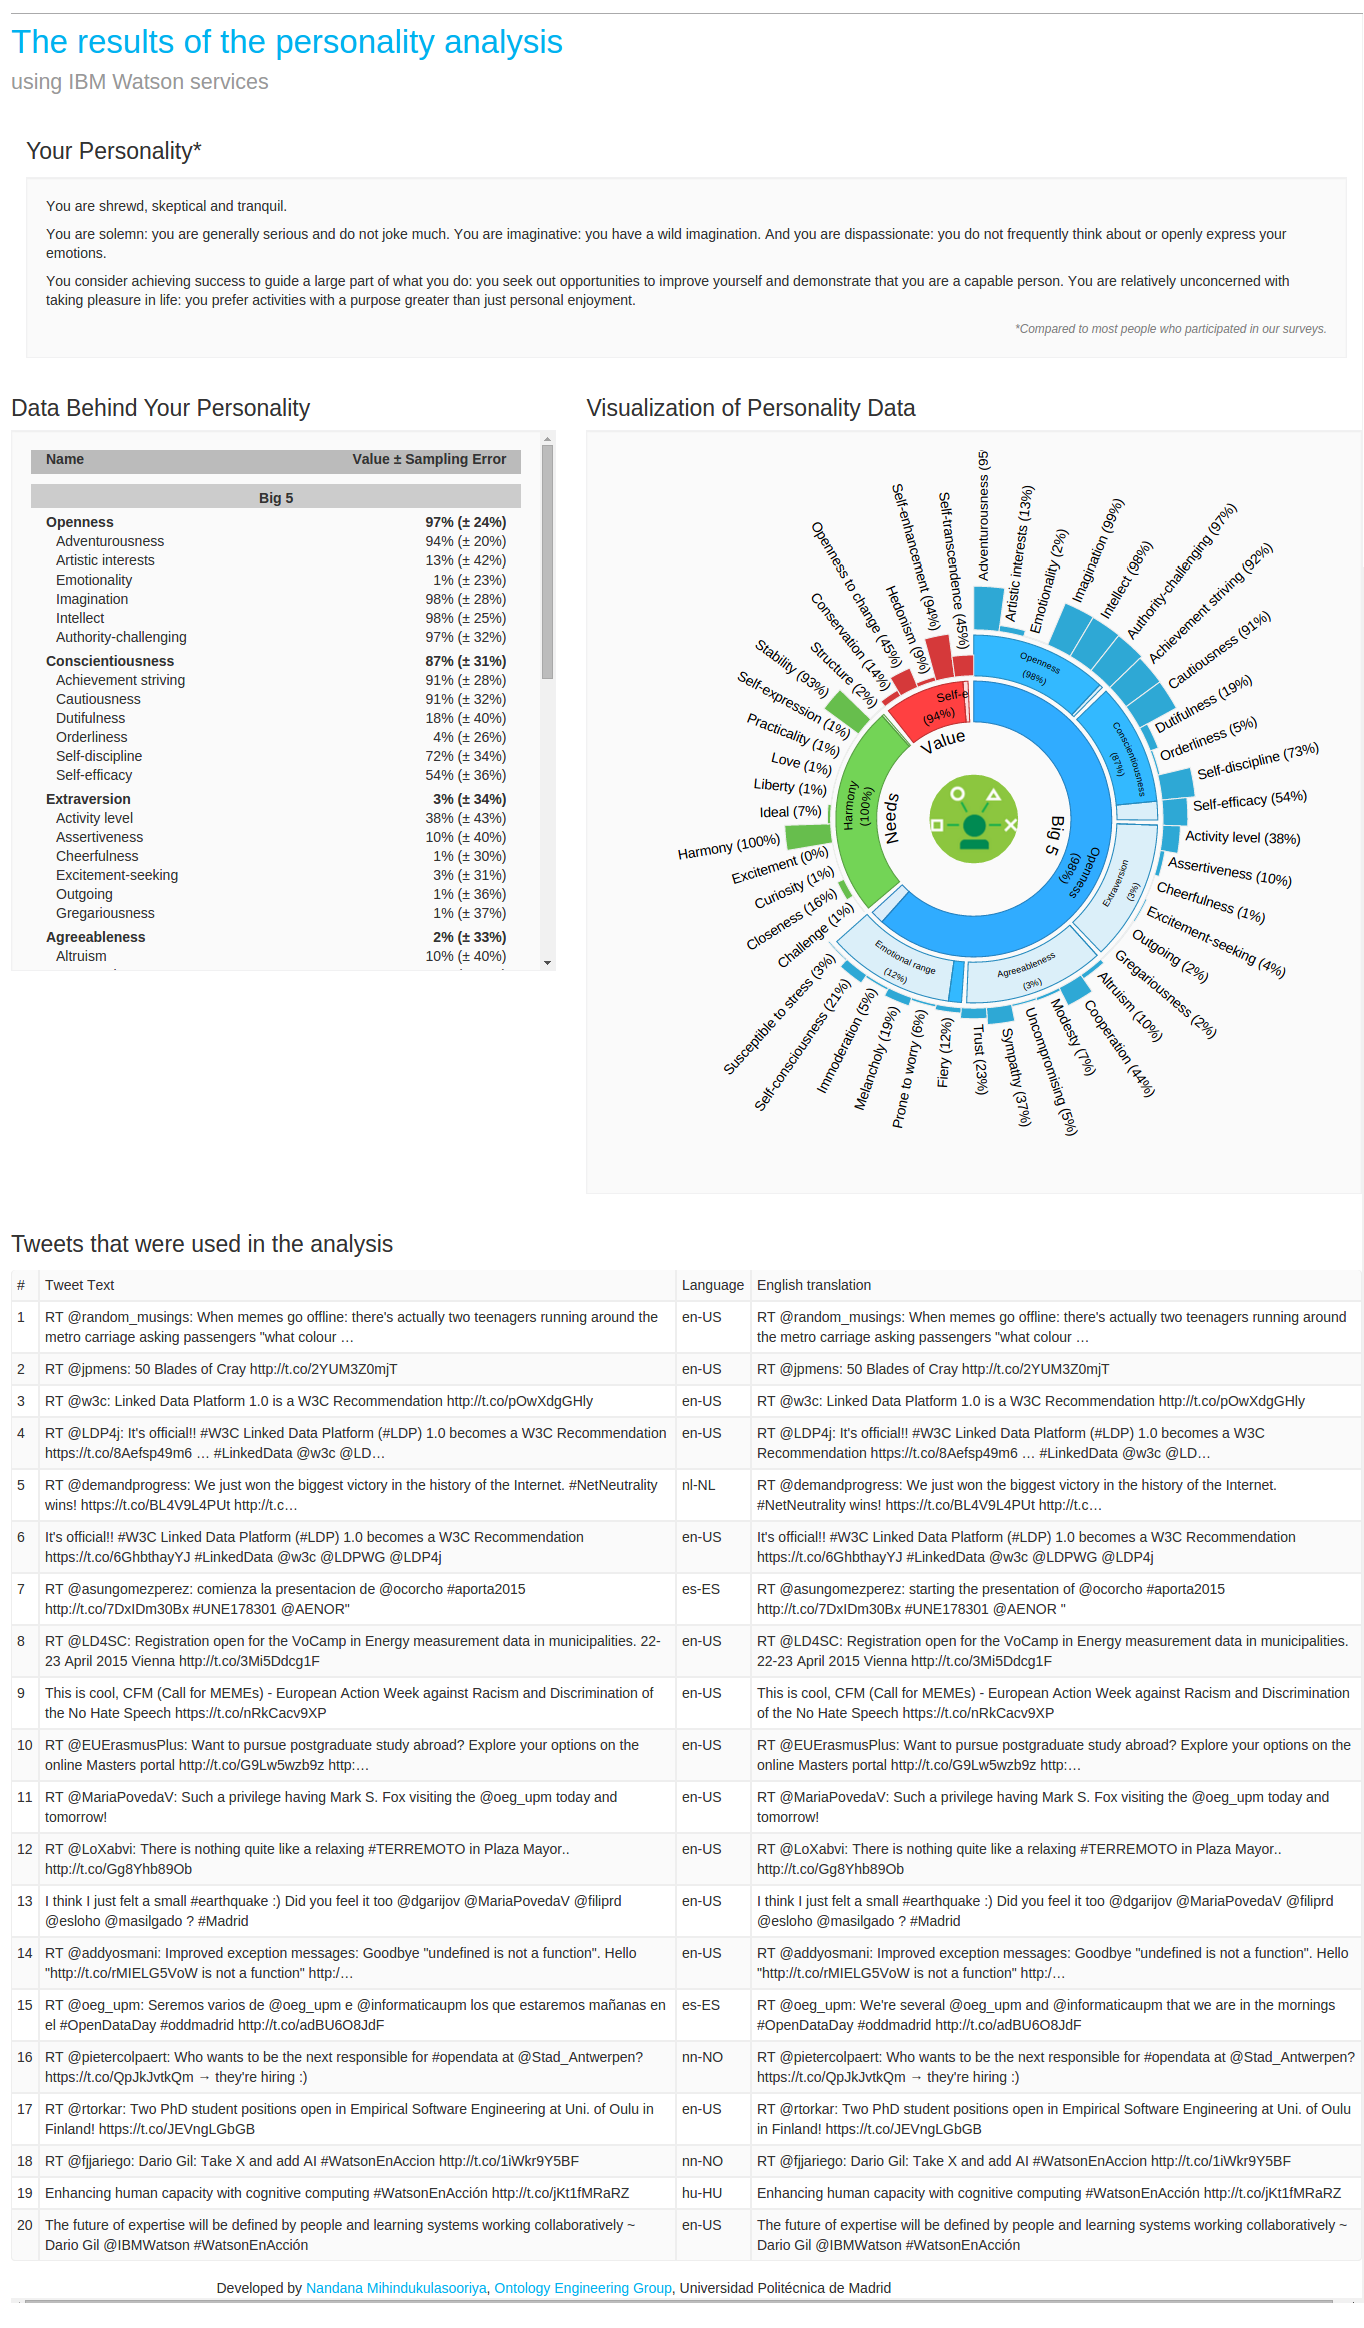 The results of the personality analysis
using IBM Watson services
Your Personality*
You are shrewd, skeptical and tranquil.
You are solemn: you are generally serious and do not joke much. You are imaginative: you have a wild imagination. And you are dispassionate: you do not frequently think about or openly express your
emotions.
You consider achieving success to guide a large part of what you do: you seek out opportunities to improve yourself and demonstrate that you are a capable person. You are relatively unconcerned with
taking pleasure in life: you prefer activities with a purpose greater than just personal enjoyment.
*Compared to most people who participated in our surveys.
Data Behind Your Personality
Name Value ± Sampling Error
Big 5
Openness 97% (± 24%)
Adventurousness 94% (± 20%)
Artistic interests 13% (± 42%)
Emotionality 1% (± 23%)
Imagination 98% (± 28%)
Intellect 98% (± 25%)
Authority-challenging 97% (± 32%)
Conscientiousness 87% (± 31%)
Achievement striving 91% (± 28%)
Cautiousness 91% (± 32%)
Dutifulness 18% (± 40%)
Orderliness 4% (± 26%)
Self-discipline 72% (± 34%)
Self-efficacy 54% (± 36%)
Extraversion 3% (± 34%)
Activity level 38% (± 43%)
Assertiveness 10% (± 40%)
Cheerfulness 1% (± 30%)
Excitement-seeking 3% (± 31%)
Outgoing 1% (± 36%)
Gregariousness 1% (± 37%)
Agreeableness 2% (± 33%)
Altruism 10% (± 40%)
Visualization of Personality Data
Adventurousness (95
Artistic interests (13%)
Emotionality (2%)
Imagination (99%)
Intellect (98%)
Authority-challenging (97%)
Achievement striving (92%)
Cautiousness (91%)
Dutifulness (19%)
Orderliness (5%)
Self-discipline (73%)
Self-efficacy (54%)
Activity level (38%)
Assertiveness (10%)
Cheerfulness (1%)
Excitement-seeking (4%)
Outgoing (2%)
Gregariousness (2%)
Altruism (10%)
Cooperation (44%)
Modesty (7%)
Uncompromising (5%)
Sympathy (37%)
Trust (23%)
Fiery (12%)
Prone to worry (6%)
Melancholy (19%)
Immoderation (5%)
Self-consciousness (21%)
Susceptible to stress (3%)
Challenge (1%)
Closeness (16%)
Curiosity (1%)
Excitement (0%)
Harmony (100%)
Ideal (7%)
Liberty (1%)
Love (1%)
Practicality (1%)
Self-expression (1%)
Stability (93%)
Structure (2%)
Conservation (14%)
Openness to change (45%)
Hedonism (9%)
Self-enhancement (94%)
Self-transcendence (45%)
Openness
(98%)
Conscientiousness
(87%)
Extraversion
(3%)
Agreeableness
(3%)
Emotional range
(12%)
Harmony
(100%)
Self-e
(94%)
Value
Needs
Big 5
Openness
(98%)
Tweets that were used in the analysis
# Tweet Text Language English translation
1 RT @random_musings: When memes go offline: there's actually two teenagers running around the en-US RT @random_musings: When memes go offline: there's actually two teenagers running around
metro carriage asking passengers "what colour … the metro carriage asking passengers "what colour …
2 RT @jpmens: 50 Blades of Cray http://t.co/2YUM3Z0mjT en-US RT @jpmens: 50 Blades of Cray http://t.co/2YUM3Z0mjT
3 RT @w3c: Linked Data Platform 1.0 is a W3C Recommendation http://t.co/pOwXdgGHly en-US RT @w3c: Linked Data Platform 1.0 is a W3C Recommendation http://t.co/pOwXdgGHly
4 RT @LDP4j: It's official!! #W3C Linked Data Platform (#LDP) 1.0 becomes a W3C Recommendation en-US RT @LDP4j: It's official!! #W3C Linked Data Platform (#LDP) 1.0 becomes a W3C
https://t.co/8Aefsp49m6 … #LinkedData @w3c @LD… Recommendation https://t.co/8Aefsp49m6 … #LinkedData @w3c @LD…
5 RT @demandprogress: We just won the biggest victory in the history of the Internet. #NetNeutrality nl-NL RT @demandprogress: We just won the biggest victory in the history of the Internet.
wins! https://t.co/BL4V9L4PUt http://t.c… #NetNeutrality wins! https://t.co/BL4V9L4PUt http://t.c…
6 It's official!! #W3C Linked Data Platform (#LDP) 1.0 becomes a W3C Recommendation en-US It's official!! #W3C Linked Data Platform (#LDP) 1.0 becomes a W3C Recommendation
https://t.co/6GhbthayYJ #LinkedData @w3c @LDPWG @LDP4j https://t.co/6GhbthayYJ #LinkedData @w3c @LDPWG @LDP4j
7 RT @asungomezperez: comienza la presentacion de @ocorcho #aporta2015 es-ES RT @asungomezperez: starting the presentation of @ocorcho #aporta2015
http://t.co/7DxIDm30Bx #UNE178301 @AENOR" http://t.co/7DxIDm30Bx #UNE178301 @AENOR "
8 RT @LD4SC: Registration open for the VoCamp in Energy measurement data in municipalities. 22- en-US RT @LD4SC: Registration open for the VoCamp in Energy measurement data in municipalities.
23 April 2015 Vienna http://t.co/3Mi5Ddcg1F 22-23 April 2015 Vienna http://t.co/3Mi5Ddcg1F
9 This is cool, CFM (Call for MEMEs) - European Action Week against Racism and Discrimination of en-US This is cool, CFM (Call for MEMEs) - European Action Week against Racism and Discrimination
the No Hate Speech https://t.co/nRkCacv9XP of the No Hate Speech https://t.co/nRkCacv9XP
10 RT @EUErasmusPlus: Want to pursue postgraduate study abroad? Explore your options on the en-US RT @EUErasmusPlus: Want to pursue postgraduate study abroad? Explore your options on the
online Masters portal http://t.co/G9Lw5wzb9z http:… online Masters portal http://t.co/G9Lw5wzb9z http:…
11 RT @MariaPovedaV: Such a privilege having Mark S. Fox visiting the @oeg_upm today and en-US RT @MariaPovedaV: Such a privilege having Mark S. Fox visiting the @oeg_upm today and
tomorrow! tomorrow!
12 RT @LoXabvi: There is nothing quite like a relaxing #TERREMOTO in Plaza Mayor.. en-US RT @LoXabvi: There is nothing quite like a relaxing #TERREMOTO in Plaza Mayor..
http://t.co/Gg8Yhb89Ob http://t.co/Gg8Yhb89Ob
13 I think I just felt a small #earthquake :) Did you feel it too @dgarijov @MariaPovedaV @filiprd en-US I think I just felt a small #earthquake :) Did you feel it too @dgarijov @MariaPovedaV @filiprd
@esloho @masilgado ? #Madrid @esloho @masilgado ? #Madrid
14 RT @addyosmani: Improved exception messages: Goodbye "undefined is not a function". Hello en-US RT @addyosmani: Improved exception messages: Goodbye "undefined is not a function". Hello
"http://t.co/rMIELG5VoW is not a function" http:/… "http://t.co/rMIELG5VoW is not a function" http:/…
15 RT @oeg_upm: Seremos varios de @oeg_upm e @informaticaupm los que estaremos mañanas en es-ES RT @oeg_upm: We're several @oeg_upm and @informaticaupm that we are in the mornings
el #OpenDataDay #oddmadrid http://t.co/adBU6O8JdF #OpenDataDay #oddmadrid http://t.co/adBU6O8JdF
16 RT @pietercolpaert: Who wants to be the next responsible for #opendata at @Stad_Antwerpen? nn-NO RT @pietercolpaert: Who wants to be the next responsible for #opendata at @Stad_Antwerpen?
https://t.co/QpJkJvtkQm → they're hiring :) https://t.co/QpJkJvtkQm → they're hiring :)
17 RT @rtorkar: Two PhD student positions open in Empirical Software Engineering at Uni. of Oulu in en-US RT @rtorkar: Two PhD student positions open in Empirical Software Engineering at Uni. of Oulu
Finland! https://t.co/JEVngLGbGB in Finland! https://t.co/JEVngLGbGB
18 RT @fjjariego: Dario Gil: Take X and add AI #WatsonEnAccion http://t.co/1iWkr9Y5BF nn-NO RT @fjjariego: Dario Gil: Take X and add AI #WatsonEnAccion http://t.co/1iWkr9Y5BF
19 Enhancing human capacity with cognitive computing #WatsonEnAcción http://t.co/jKt1fMRaRZ hu-HU Enhancing human capacity with cognitive computing #WatsonEnAcción http://t.co/jKt1fMRaRZ
20 The future of expertise will be defined by people and learning systems working collaboratively ~ en-US The future of expertise will be defined by people and learning systems working collaboratively ~
Dario Gil @IBMWatson #WatsonEnAcción Dario Gil @IBMWatson #WatsonEnAcción
Developed by Nandana Mihindukulasooriya, Ontology Engineering Group, Universidad Politécnica de Madrid